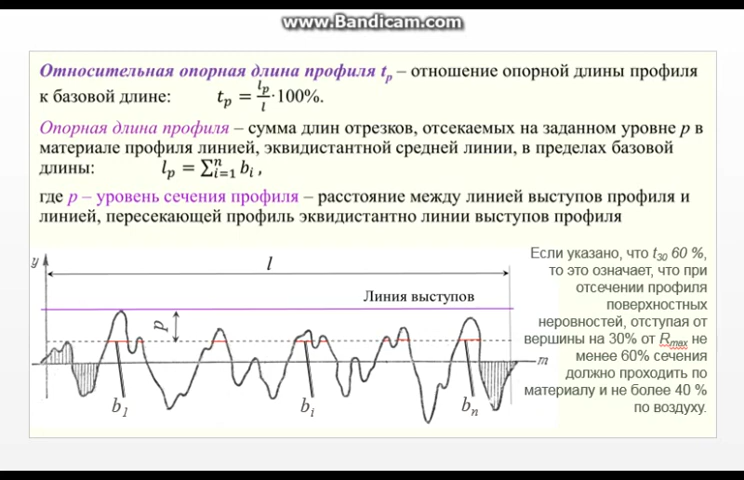 www.Bandicam.com
Относительная опорная длина профиля tp – отношение опорной длины профиля
к базовой длине: tp = lp/l ·100%.
Опорная длина профиля – сумма длин отрезков, отсекаемых на заданном уровне p в
материале профиля линией, эквидистантной средней линии, в пределах базовой
длины: lp = ∑ⁿi=1 bi ,
где p – уровень сечения профиля – расстояние между линией выступов профиля и
линией, пересекающей профиль эквидистантно линии выступов профиля
y
l
Линия выступов
p
m
b1
bi
bn
Если указано, что t30 60 %,
то это означает, что при
отсечении профиля
поверхностных
неровностей, отступая от
вершины на 30% от Rmax не
менее 60% сечения
должно проходить по
материалу и не более 40 %
по воздуху.